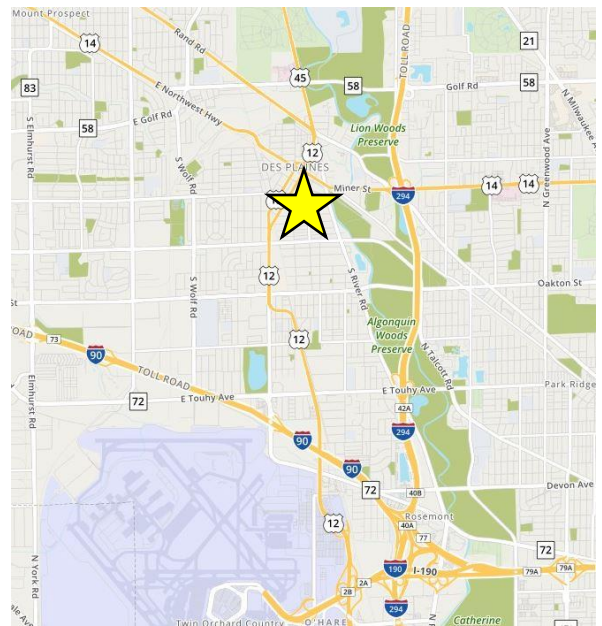 Mount Prospect
14
Rand Rd
45
TOLL ROAD
21
83
58
Golf Rd
58
E Northwest Hwy
N Milwaukee A
S Elmhurst Rd
58
E Golf Rd
Lion Woods
Preserve
N Greenwood Ave
12
DES PLAINES
S Wolf Rd
Miner St
14
14
294
12
S River Rd
Oakton St
St
S Wolf Rd
Algonquin
Woods
Preserve
12
ROAD
73
90
TOLL ROAD
N Talcott Rd
Elmhurst Rd
72
E Touhy Ave
E Touhy Ave
Park Ridge
42A
294
90
90
72
40B
Devon Ave
Rosemont
12
40A
77
72
N York Rd
190
I-190
79A
79A
2A
2B
294
Twin Orchard Country
O'HARE
Catherine